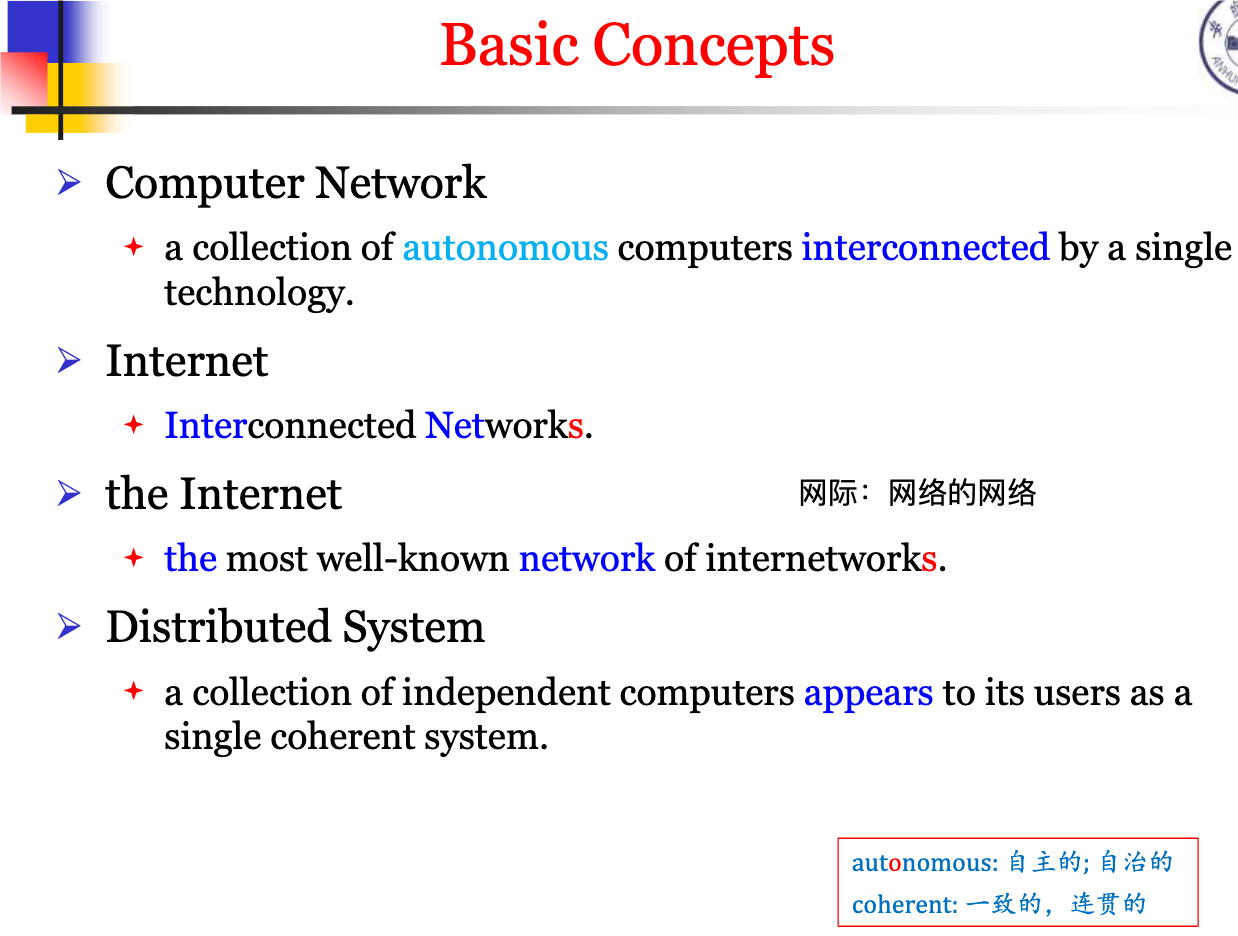 Basic Concepts
Computer Network
a collection of autonomous computers interconnected by a single
technology.
Internet
Interconnected Networks.
the Internet
网际：网络的网络
the most well-known network of internetworks.
Distributed System
a collection of independent computers appears to its users as a
single coherent system.
autonomous: 自主的; 自治的
coherent: 一致的，连贯的